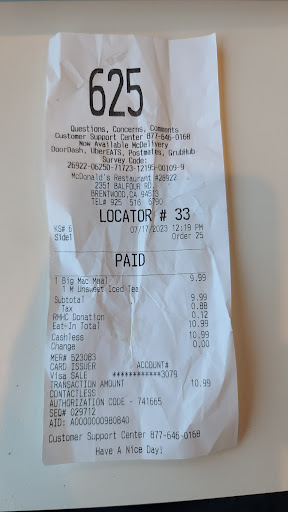 625
Questions, Concerns, Comments
Customer Support Center 877-646-0168
Now Available McDelivery
DoorDash, UberEATS, Postmates, GrubHub
Survey Code:
26922-06250-71723-12195-00109-9
McDonald's Restaurant #26922
2351 BALFOUR RD.
BRENTWOOD,CA 94513
TEL# 925 516 6790
LOCATOR # 33
KS# 6 07/17/2023 12:19 PM
Side1 Order 25
PAID
1 Big Mac Meal 9.99
1 M Unsweet Iced Tea
Subtotal 9.99
Tax 0.88
RMHC Donation 0.12
Eat-In Total 10.99
Cashless 10.99
Change 0.00
MER# 523083
CARD ISSUER ACCOUNT#
Visa SALE ************3079
TRANSACTION AMOUNT 10.99
CONTACTLESS
AUTHORIZATION CODE - 741665
SEQ# 029712
AID: A0000000980840
Customer Support Center 877-646-0168
Have A Nice Day!